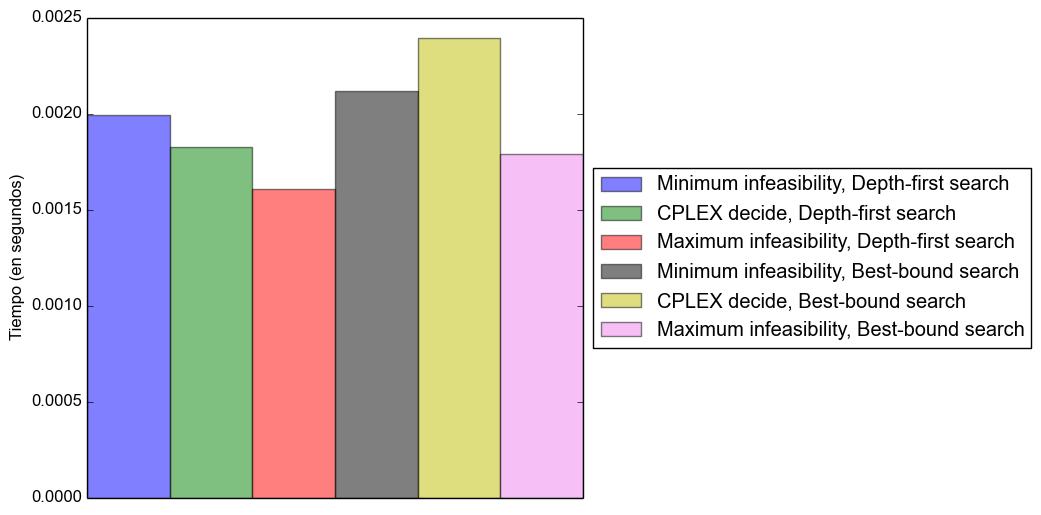 0.0025
0.0020
0.0015
0.0010
0.0005
0.0000
Tiempo (en segundos)
Minimum infeasibility, Depth-first search
CPLEX decide, Depth-first search
Maximum infeasibility, Depth-first search
Minimum infeasibility, Best-bound search
CPLEX decide, Best-bound search
Maximum infeasibility, Best-bound search